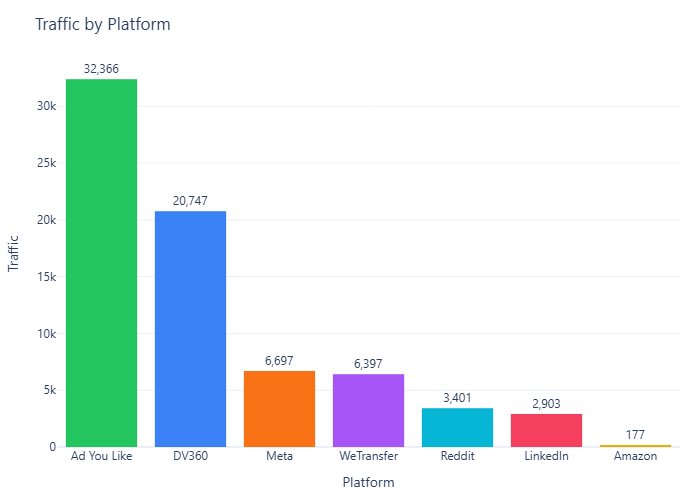 Traffic by Platform
32,366
30k
25k
20,747
20k
15k
10k
6,697
6,397
5k
3,401
2,903
177
0
Ad You Like DV360 Meta WeTransfer Reddit LinkedIn Amazon
Platform
Traffic